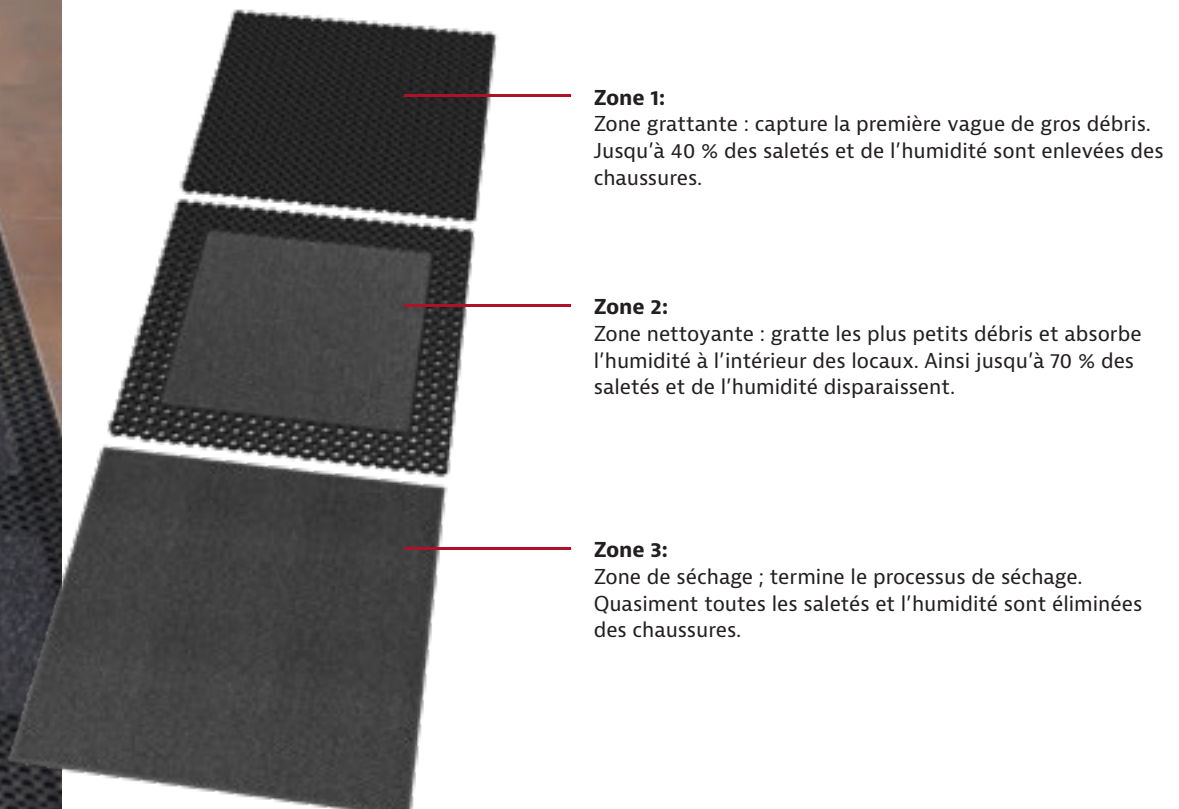 Zone 1:
Zone grattante : capture la première vague de gros débris.
Jusqu’à 40 % des saletés et de l’humidité sont enlevées des
chaussures.
Zone 2:
Zone nettoyante : gratte les plus petits débris et absorbe
l’humidité à l’intérieur des locaux. Ainsi jusqu’à 70 % des
saletés et de l’humidité disparaissent.
Zone 3:
Zone de séchage ; termine le processus de séchage.
Quasiment toutes les saletés et l’humidité sont éliminées
des chaussures.